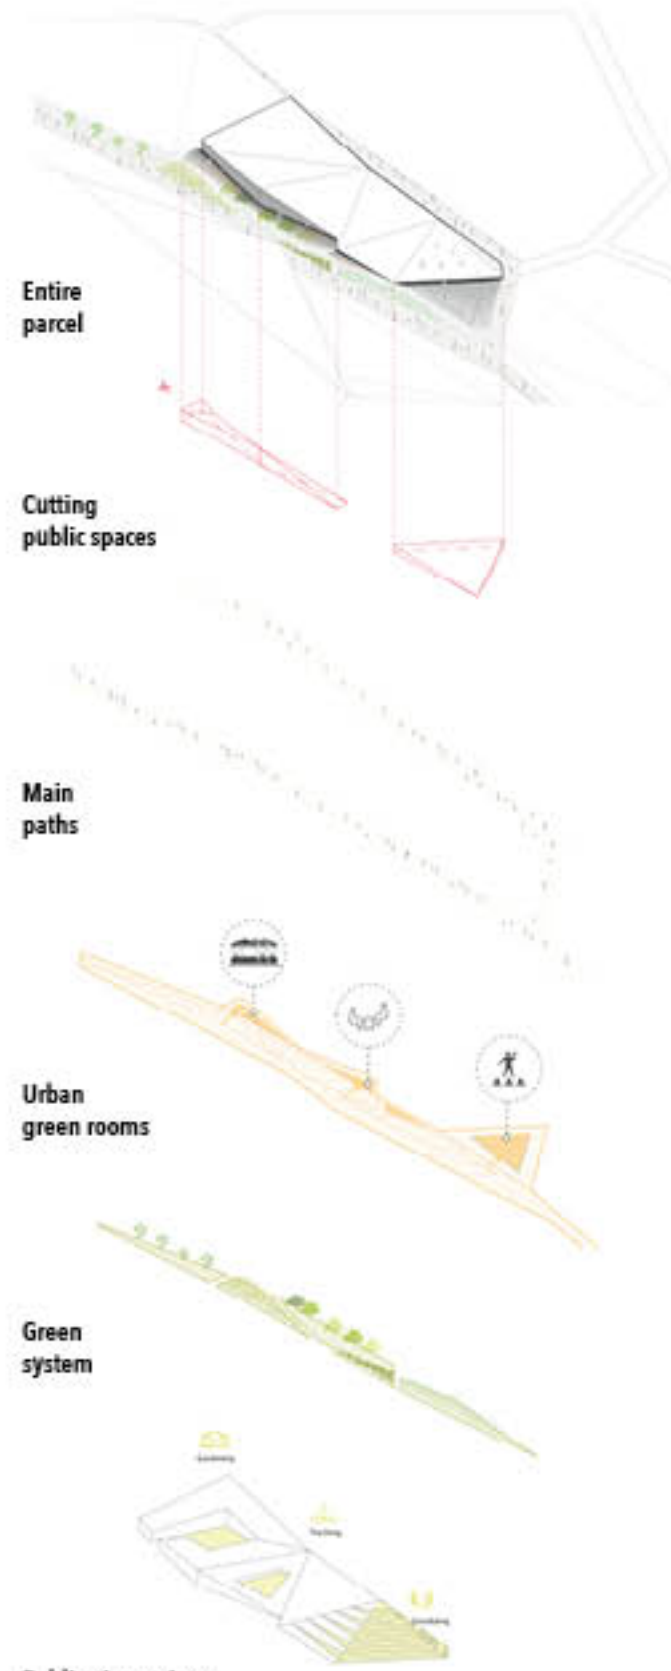 Entire
parcel
Cutting
public spaces
Main
paths
Urban
green rooms
Green
system